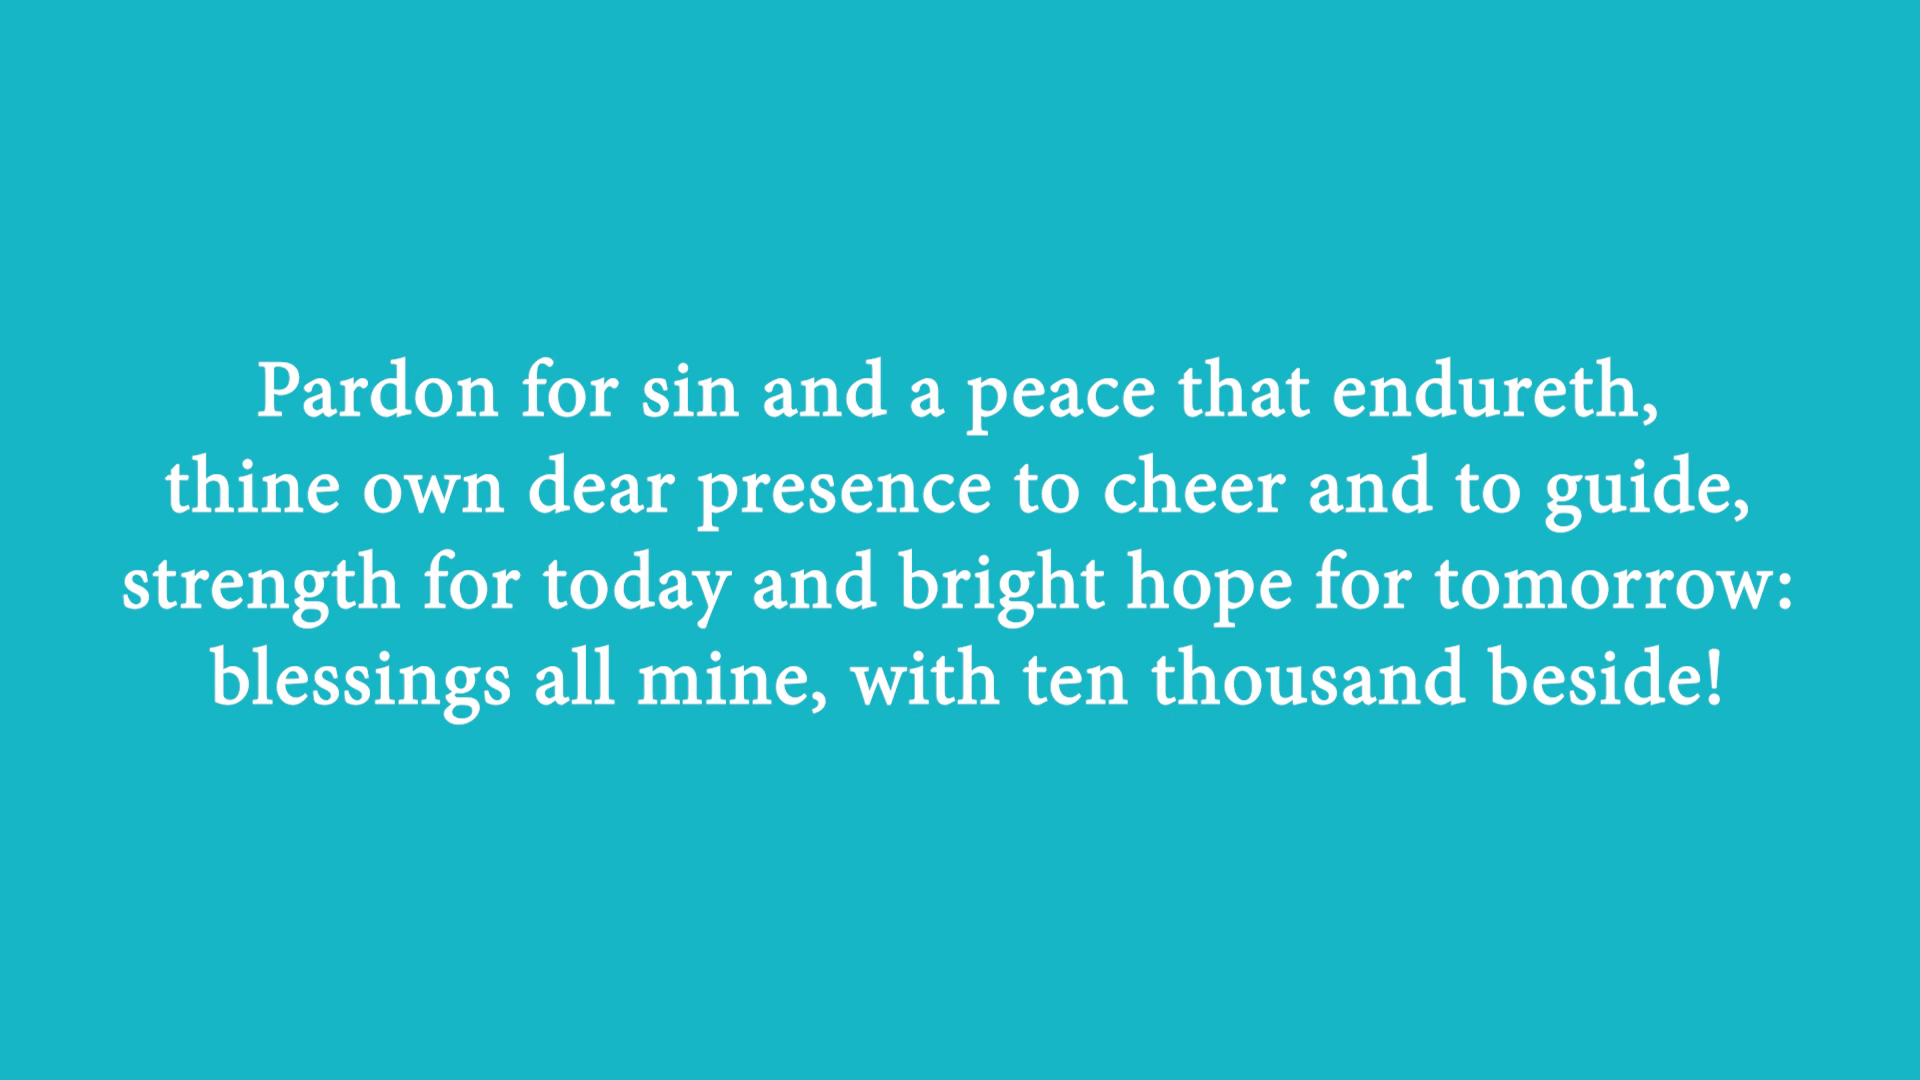 Pardon for sin and a peace that endureth,
thine own dear presence to cheer and to guide,
strength for today and bright hope for tomorrow:
blessings all mine, with ten thousand beside!